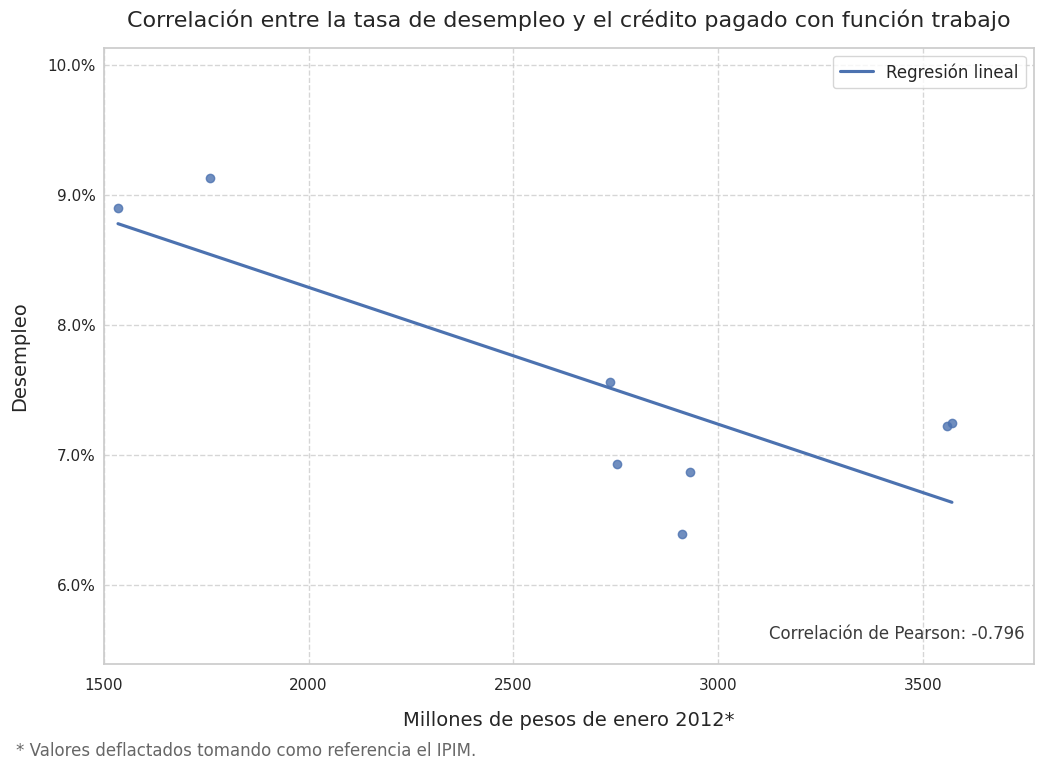 Correlación entre la tasa de desempleo y el crédito pagado con función trabajo
10.0%
Regresión lineal
9.0%
8.0%
Desempleo
7.0%
6.0%
Correlación de Pearson: -0.796
1500 2000 2500 3000 3500
Millones de pesos de enero 2012*
* Valores deflactados tomando como referencia el IPIM.